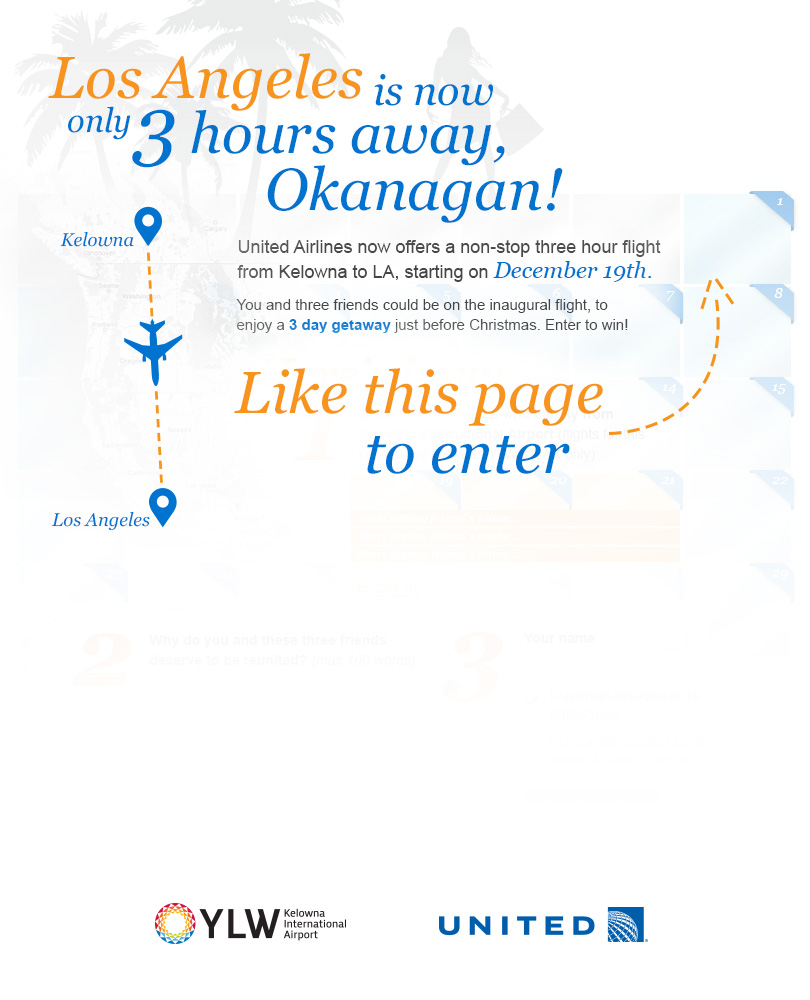 Los Angeles is now
only 3 hours away,
Okanagan!
Kelowna
United Airlines now offers a non-stop three hour flight
from Kelowna to LA, starting on December 19th.
You and three friends could be on the inaugural flight, to
enjoy a 3 day getaway just before Christmas. Enter to win!
Like this page
to enter
Los Angeles
1
7
8
14
15
20
21
22
2
Why do you and these three friends
deserve to be reunited?
3
Your name
YLW Kelowna
International
Airport
UNITED